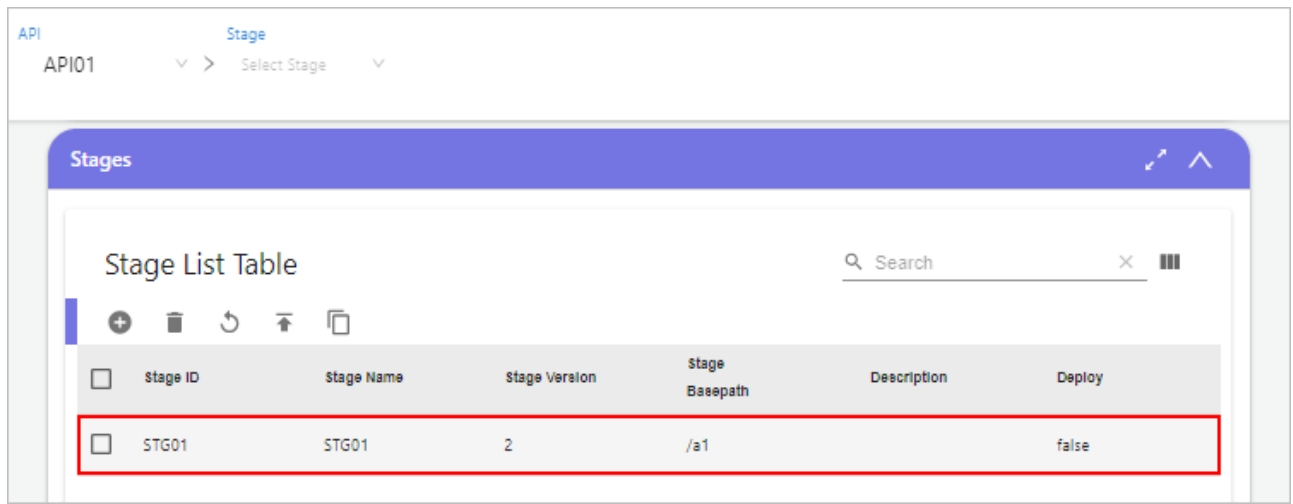 API Stage
API01 > Select Stage
Stages
Stage List Table
Search
Stage ID Stage Name Stage Version Stage Basepath Description Deploy
STG01 STG01 2 /a1 false